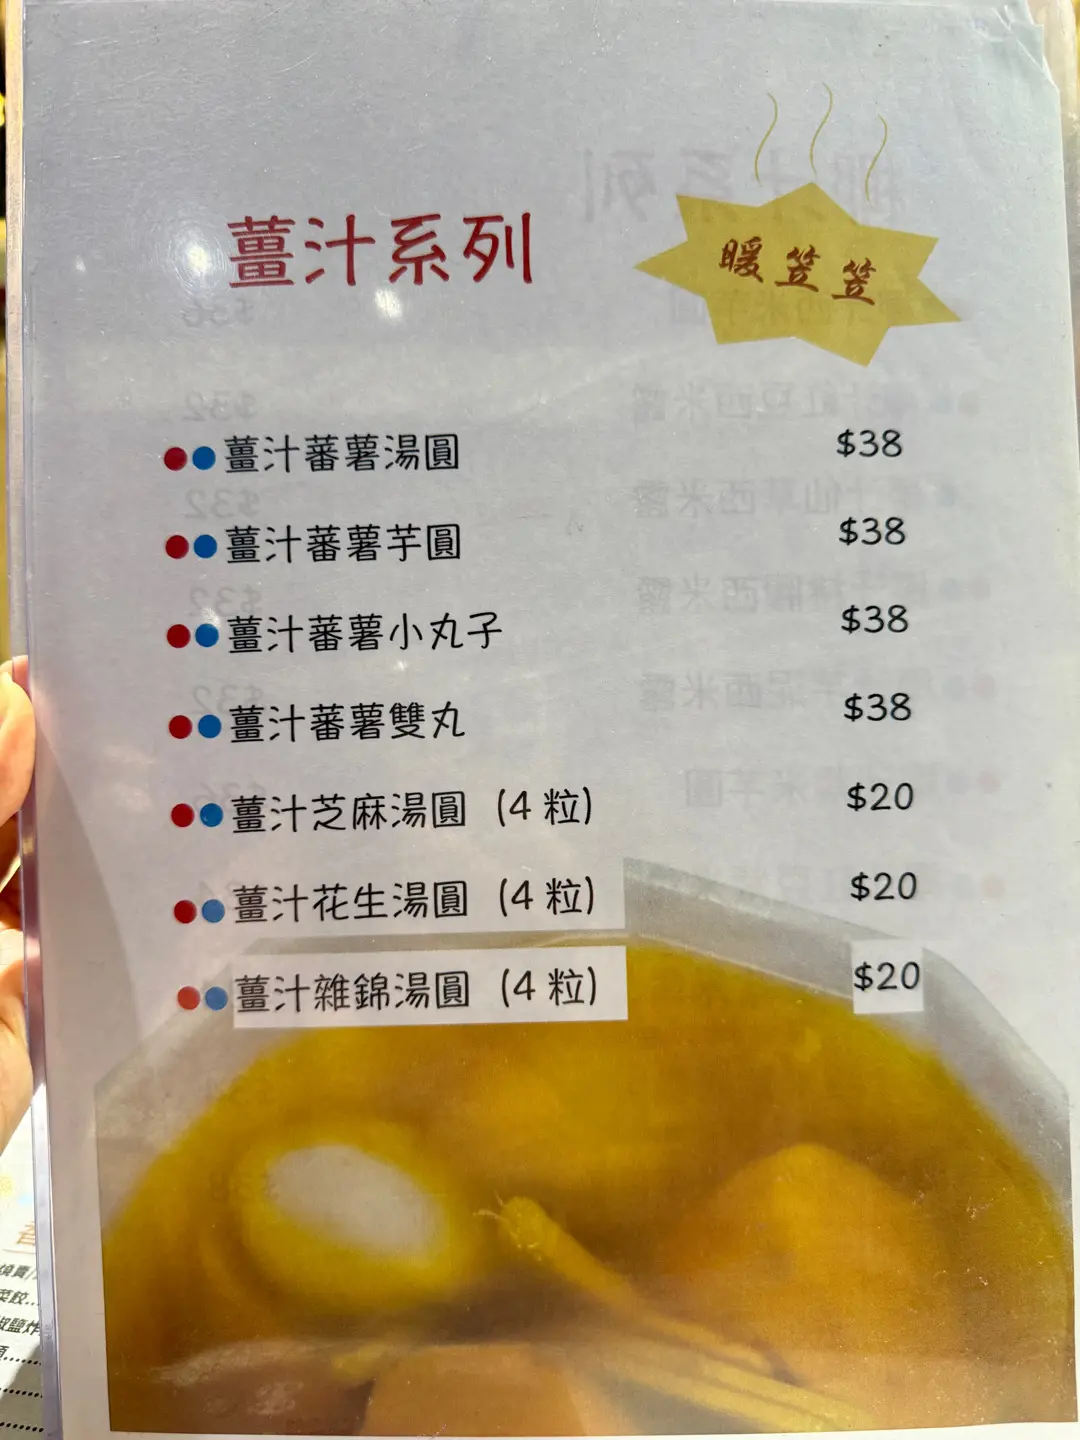 薑汁系列
暖笠笠
薑汁蕃薯湯圓 $38
薑汁蕃薯芋圓 $38
薑汁蕃薯小丸子 $38
薑汁蕃薯雙丸 $38
薑汁芝麻湯圓 (4 粒) $20
薑汁花生湯圓 (4 粒) $20
薑汁雜錦湯圓 (4 粒) $20